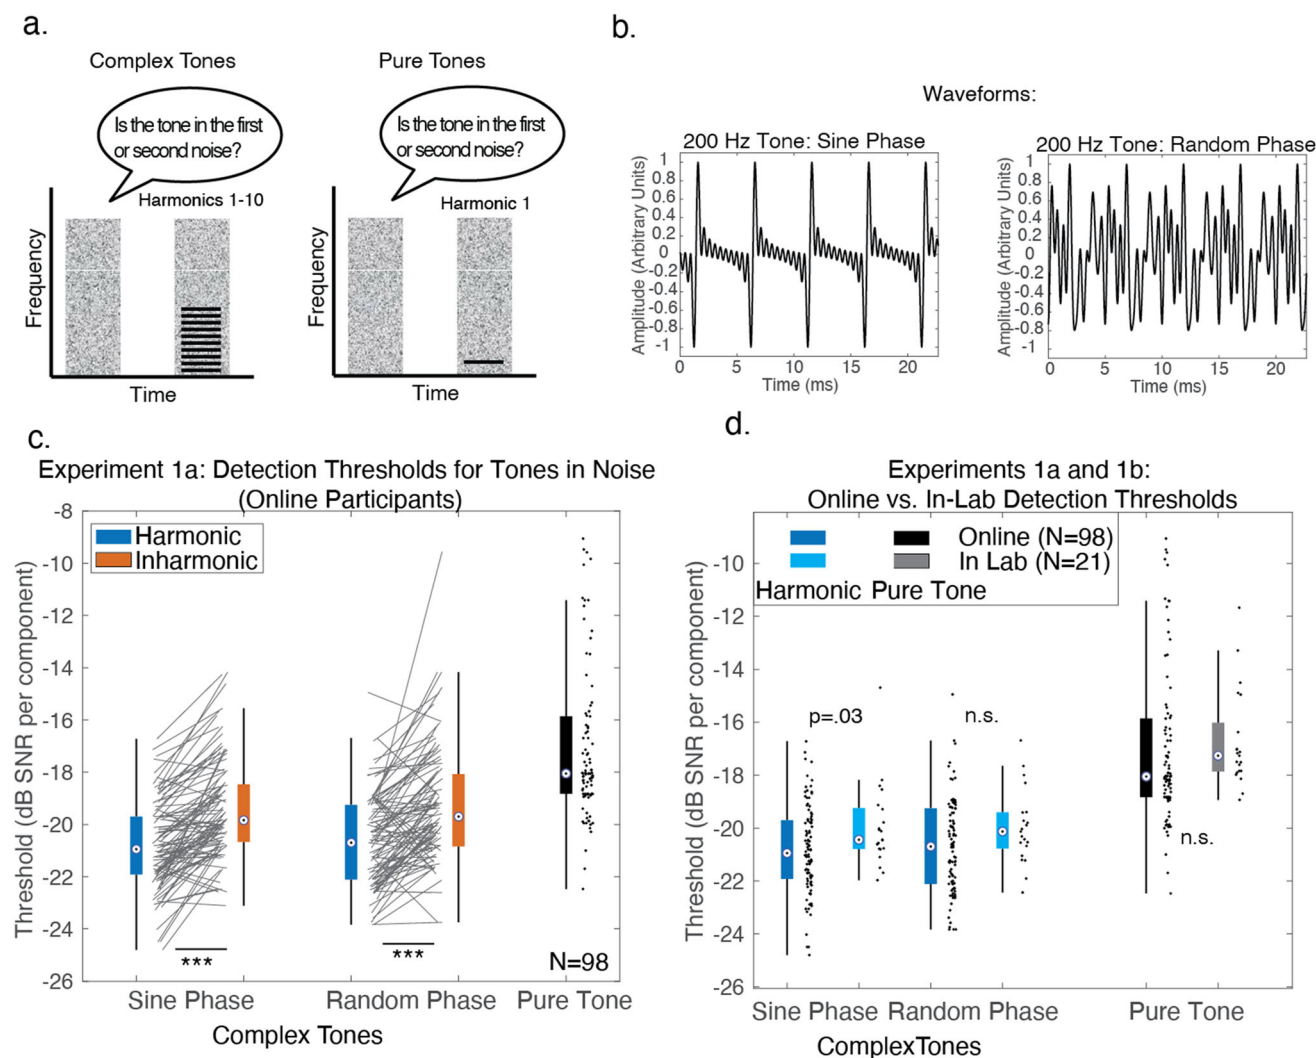 a.
Complex Tones
Is the tone in the first
or second noise?
Harmonics 1-10
Frequency
Time
Pure Tones
Is the tone in the first
or second noise?
Harmonic 1
Frequency
Time
b.
Waveforms:
200 Hz Tone: Sine Phase
Amplitude (Arbitrary Units)
1
0.8
0.6
0.4
0.2
0
-0.2
-0.4
-0.6
-0.8
-1
0 5 10 15 20
Time (ms)
200 Hz Tone: Random Phase
Amplitude (Arbitrary Units)
1
0.8
0.6
0.4
0.2
0
-0.2
-0.4
-0.6
-0.8
-1
0 5 10 15 20
Time (ms)
c.
Experiment 1a: Detection Thresholds for Tones in Noise
(Online Participants)
Threshold (dB SNR per component)
-8
-10
-12
-14
-16
-18
-20
-22
-24
-26
Harmonic
Inharmonic
***
***
N=98
Sine Phase Random Phase Pure Tone
Complex Tones
d.
Experiments 1a and 1b:
Online vs. In-Lab Detection Thresholds
Threshold (dB SNR per component)
-10
-12
-14
-16
-18
-20
-22
-24
-26
Online (N=98)
In Lab (N=21)
Harmonic Pure Tone
p=.03
n.s.
n.s.
Sine Phase Random Phase Pure Tone
ComplexTones